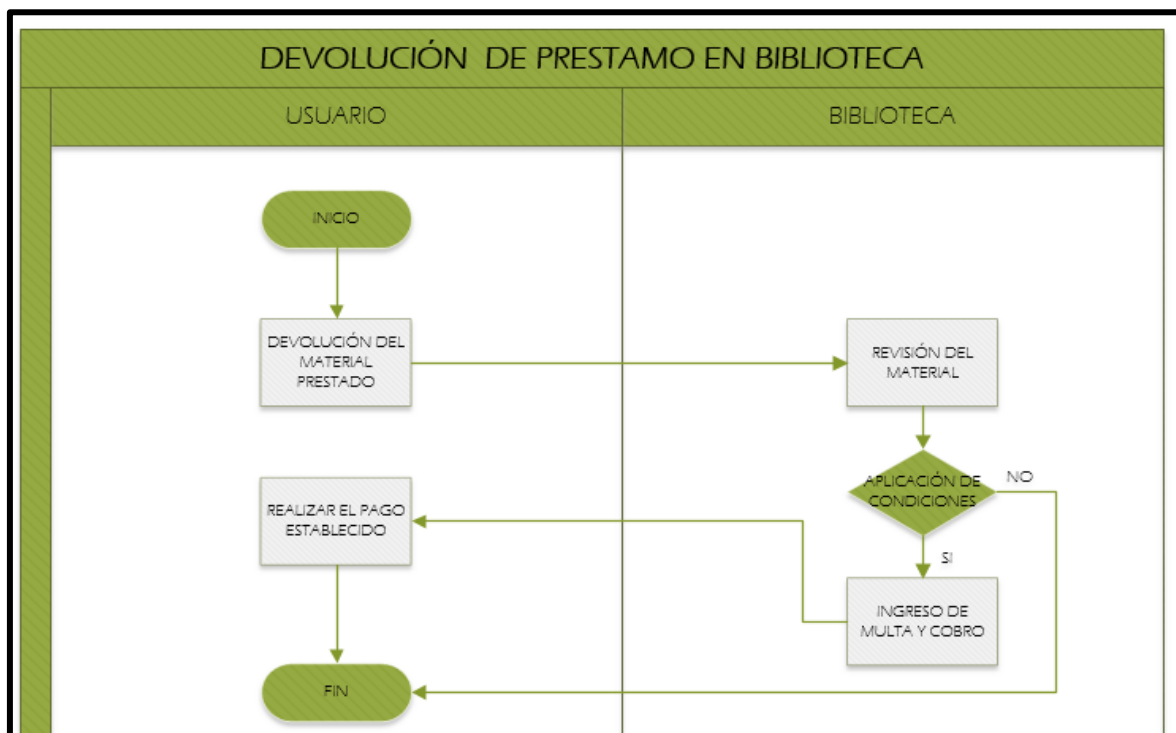 DEVOLUCIÓN DE PRESTAMO EN BIBLIOTECA
USUARIO
BIBLIOTECA
INICIO
DEVOLUCIÓN DEL
MATERIAL
PRESTADO
REVISIÓN DEL
MATERIAL
APLICACIÓN DE
CONDICIONES
NO
SI
REALIZAR EL PAGO
ESTABLECIDO
INGRESO DE
MULTA Y COBRO
FIN